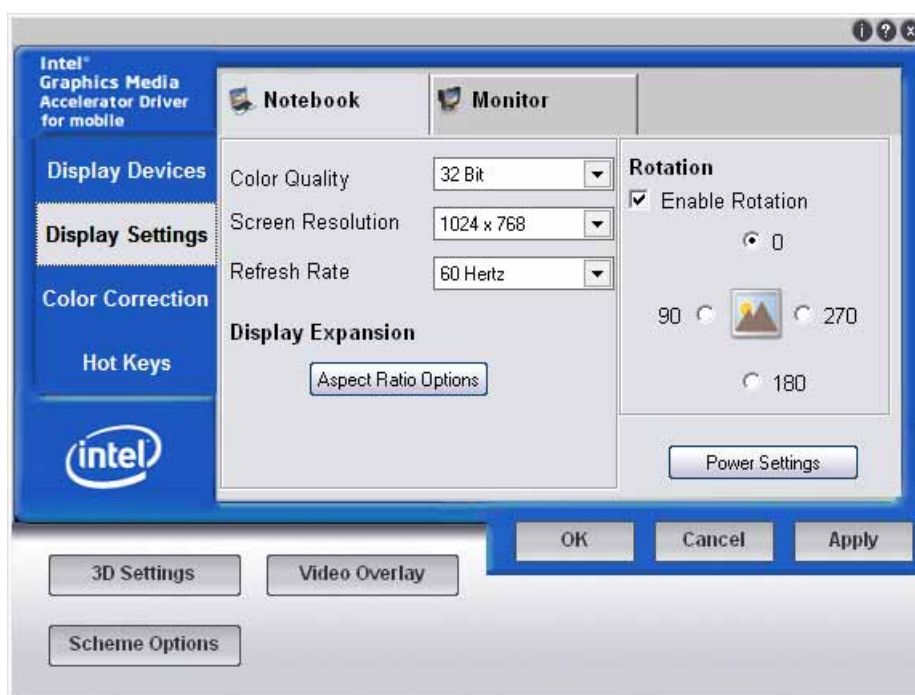 Intel®
Graphics Media
Accelerator Driver
for mobile
Notebook
Monitor
Display Devices
Display Settings
Color Correction
Hot Keys
intel
Color Quality
32 Bit
Screen Resolution
1024 x 768
Refresh Rate
60 Hertz
Display Expansion
Aspect Ratio Options
Rotation
Enable Rotation
0
90
270
180
Power Settings
OK
Cancel
Apply
3D Settings
Video Overlay
Scheme Options